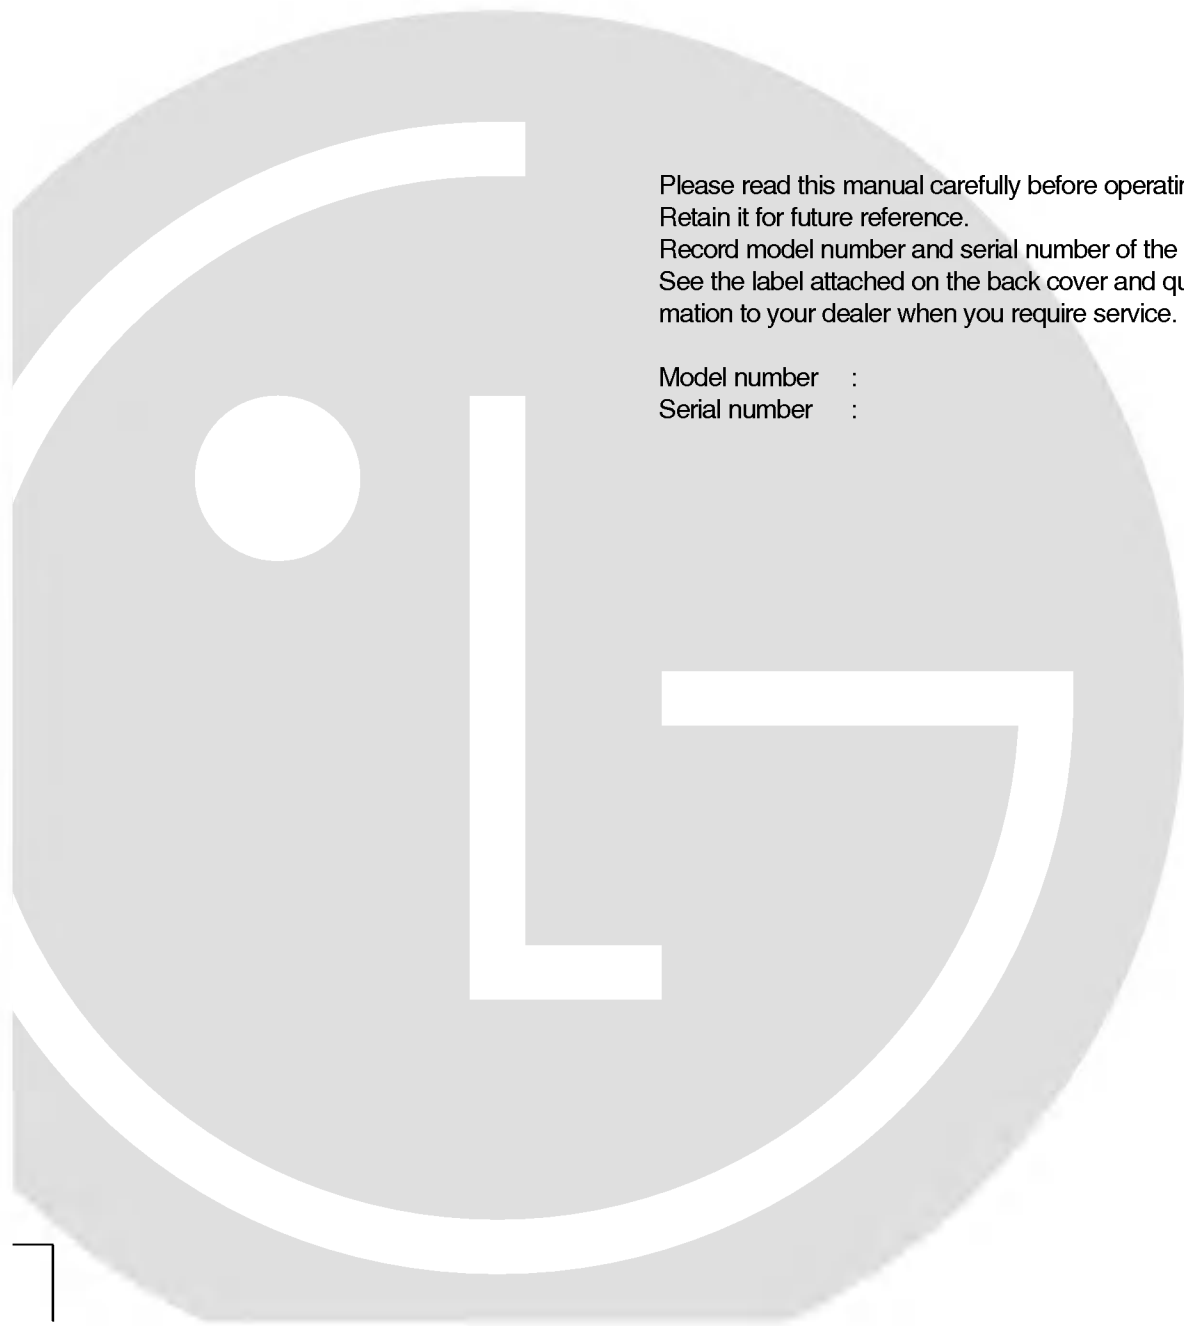 Please read this manual carefully before operatin
Retain it for future reference.
Record model number and serial number of the
See the label attached on the back cover and qu
mation to your dealer when you require service.
Model number :
Serial number :